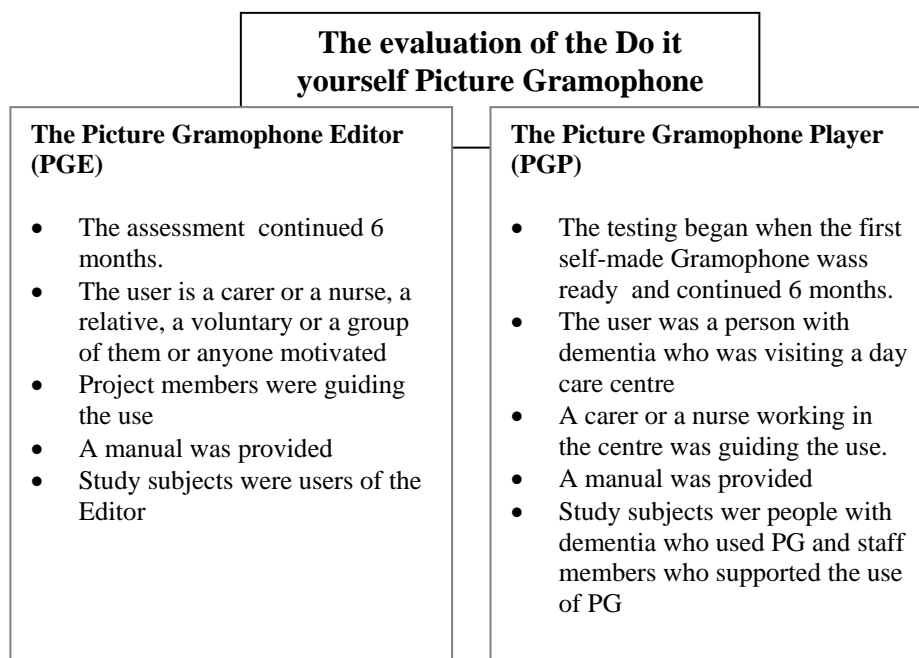 The evaluation of the Do it
yourself Picture Gramophone
The Picture Gramophone Editor
(PGE)
• The assessment continued 6
months.
• The user is a carer or a nurse, a
relative, a voluntary or a group
of them or anyone motivated
• Project members were guiding
the use
• A manual was provided
• Study subjects were users of the
Editor
The Picture Gramophone Player
(PGP)
• The testing began when the first
self-made Gramophone wass
ready and continued 6 months.
• The user was a person with
dementia who was visiting a day
care centre
• A carer or a nurse working in
the centre was guiding the use.
• A manual was provided
• Study subjects wer people with
dementia who used PG and staff
members who supported the use
of PG